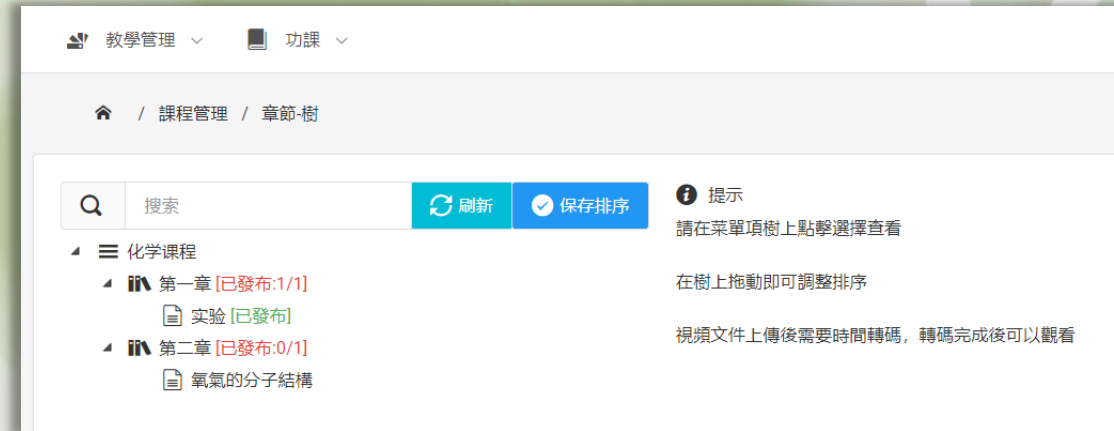 教學管理 功課
/ 課程管理 / 章節-樹
搜索 刷新 保存排序
提示
請在菜單項樹上點擊選擇查看
化学课程
第一章 [已發布:1/1]
在樹上拖動即可調整排序
实验 [已發布]
視頻文件上傳後需要時間轉碼，轉碼完成後可以觀看
第二章 [已發布:0/1]
氧氣的分子結構